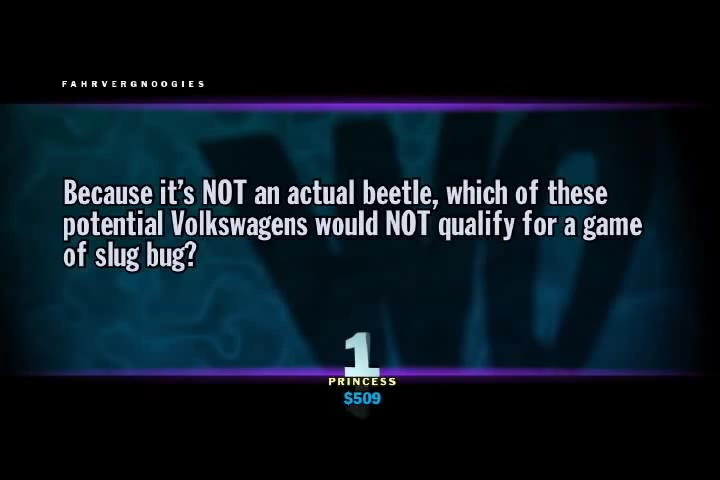 FAHRVERGNOOGIES
Because it's NOT an actual beetle, which of these
potential Volkswagens would NOT qualify for a game
of slug bug?
1
PRINCESS
$509